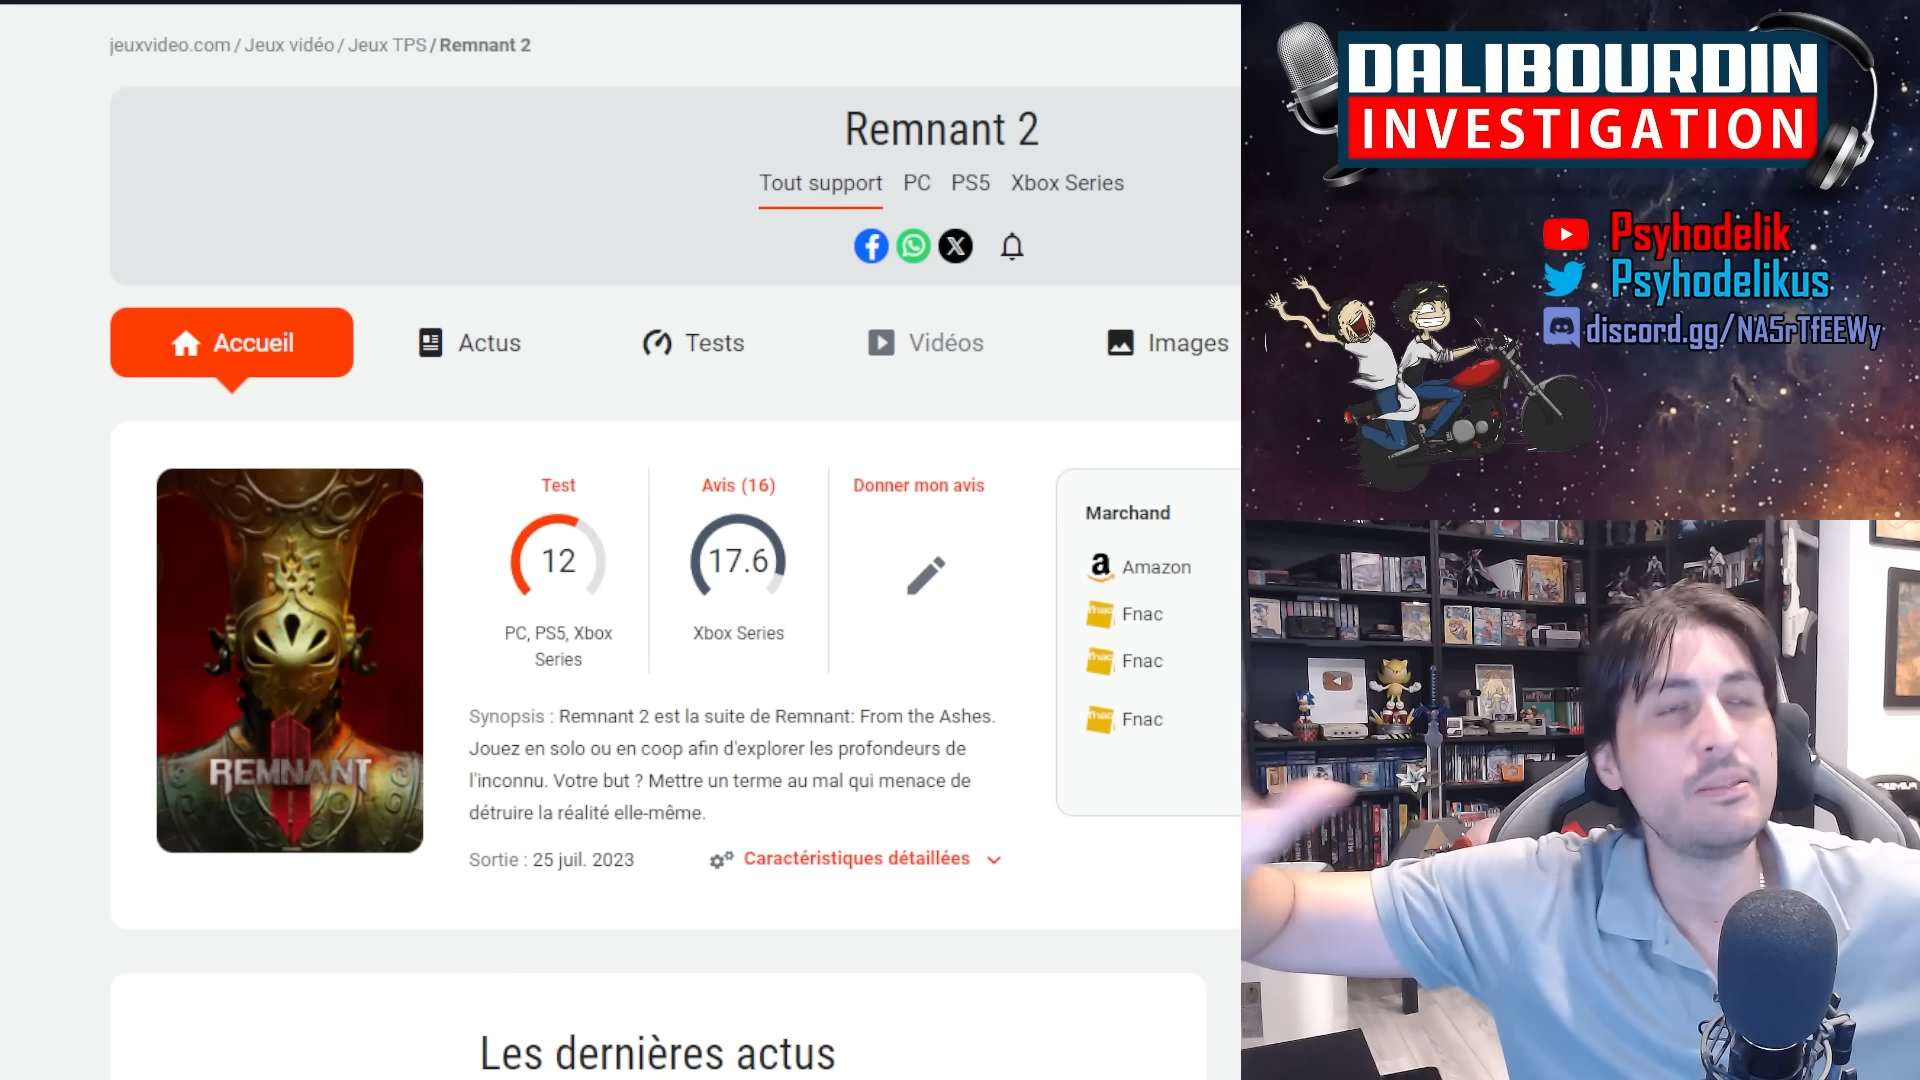 jeuxvideo.com / Jeux vidéo / Jeux TPS / Remnant 2
Remnant 2
Tout support PC PS5 Xbox Series
Accueil Actus Tests Vidéos Images
REMNANT
Test
12
PC, PS5, Xbox
Series
Avis (16)
17.6
Xbox Series
Donner mon avis
Marchand
Amazon
Fnac
Fnac
Fnac
Synopsis : Remnant 2 est la suite de Remnant: From the Ashes.
Jouez en solo ou en coop afin d'explorer les profondeurs de
l'inconnu. Votre but ? Mettre un terme au mal qui menace de
détruire la réalité elle-même.
Sortie : 25 juil. 2023
Caractéristiques détaillées
Les dernières actus
DALIBOURDIN
INVESTIGATION
Psyhodelik
Psyhodelikus
discord.gg/NA5rTfEEWy